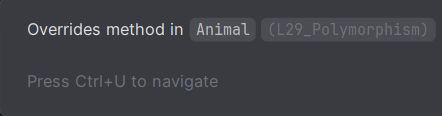 Overrides method in Animal (L29_Polymorphism)
Press Ctrl+U to navigate